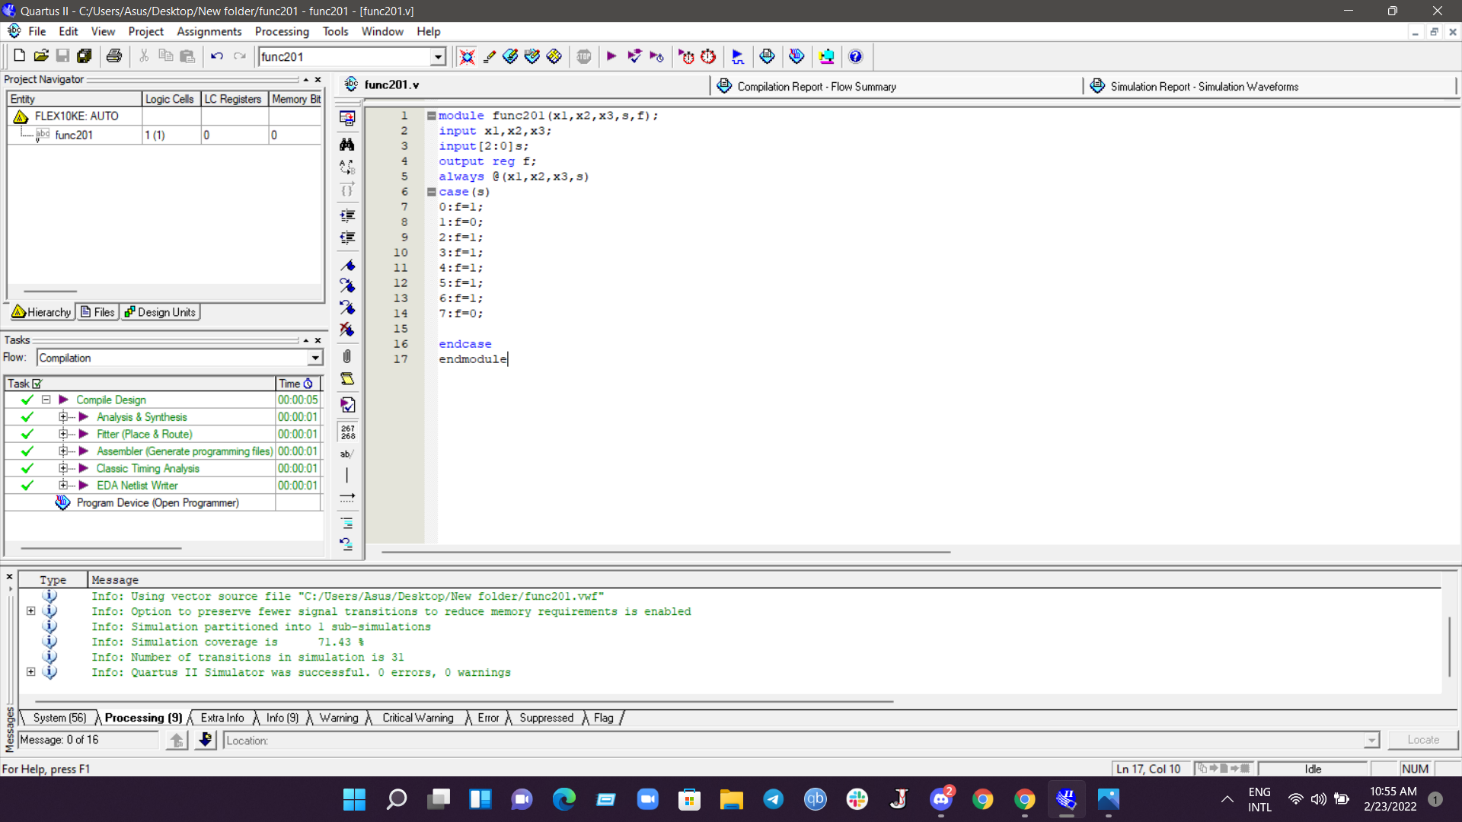 Quartus II - C:/Users/Asus/Desktop/New folder/func201 - func201 - [func201.v]
File Edit View Project Assignments Processing Tools Window Help
func201
Project Navigator
Entity Logic Cells LC Registers Memory Bit
FLEX10KE: AUTO
func201 1 (1) 0 0
Hierarchy Files Design Units
Tasks
Flow: Compilation
Task Time
Compile Design 00:00:05
Analysis & Synthesis 00:00:01
Fitter (Place & Route) 00:00:01
Assembler (Generate programming files) 00:00:01
Classic Timing Analysis 00:00:01
EDA Netlist Writer 00:00:01
Program Device (Open Programmer)
func201.v Compilation Report - Flow Summary Simulation Report - Simulation Waveforms
267
268
ab/
1 module func201(x1,x2,x3,s,f);
2 input x1,x2,x3;
3 input[2:0]s;
4 output reg f;
5 always @(x1,x2,x3,s)
6 case(s)
7 0:f=1;
8 1:f=0;
9 2:f=1;
10 3:f=1;
11 4:f=1;
12 5:f=1;
13 6:f=1;
14 7:f=0;
15
16 endcase
17 endmodule
Type Message
Info: Using vector source file "C:/Users/Asus/Desktop/New folder/func201.vwf"
Info: Option to preserve fewer signal transitions to reduce memory requirements is enabled
Info: Simulation partitioned into 1 sub-simulations
Info: Simulation coverage is 71.43 %
Info: Number of transitions in simulation is 31
Info: Quartus II Simulator was successful. 0 errors, 0 warnings
Messages
System (56) Processing (9) Extra Info Info (9) Warning Critical Warning Error Suppressed Flag
Message: 0 of 16 Location: Locate
For Help, press F1 Ln 17, Col 10 Idle NUM
qb J 2
ENG
INTL
10:55 AM
2/23/2022
1